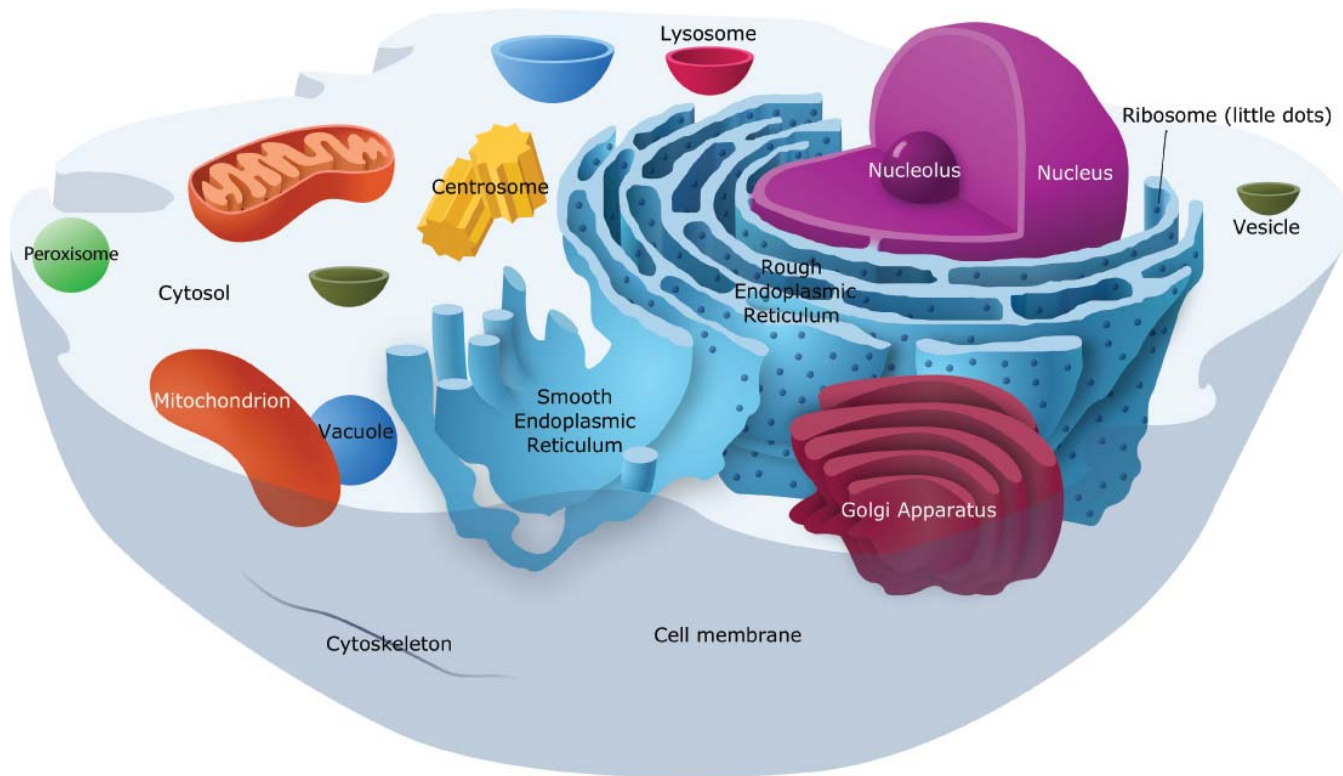 Lysosome
Ribosome (little dots)
Nucleolus
Nucleus
Centrosome
Vesicle
Peroxisome
Cytosol
Rough
Endoplasmic
Reticulum
Mitochondrion
Vacuole
Smooth
Endoplasmic
Reticulum
Golgi Apparatus
Cytoskeleton
Cell membrane